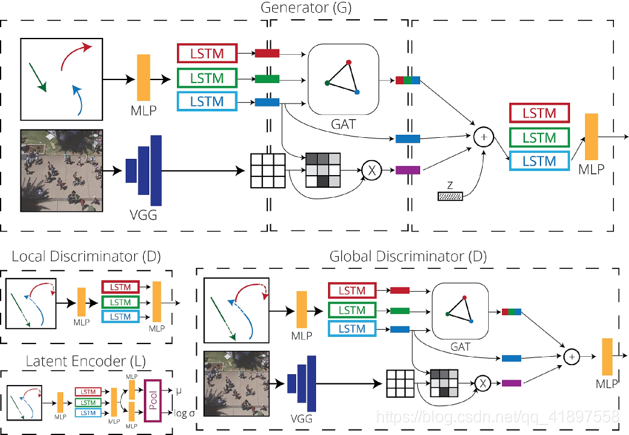 Generator (G)
MLP
LSTM
LSTM
LSTM
GAT
VGG
X
+
Z
LSTM
LSTM
LSTM
MLP
Local Discriminator (D)
MLP
LSTM
LSTM
LSTM
MLP
Latent Encoder (L)
MLP
LSTM
LSTM
LSTM
MLP
MLP
MLP
Pool
μ
log σ
Global Discriminator (D)
MLP
LSTM
LSTM
LSTM
GAT
VGG
X
+
MLP
https://blog.csdn.net/qq_41897558